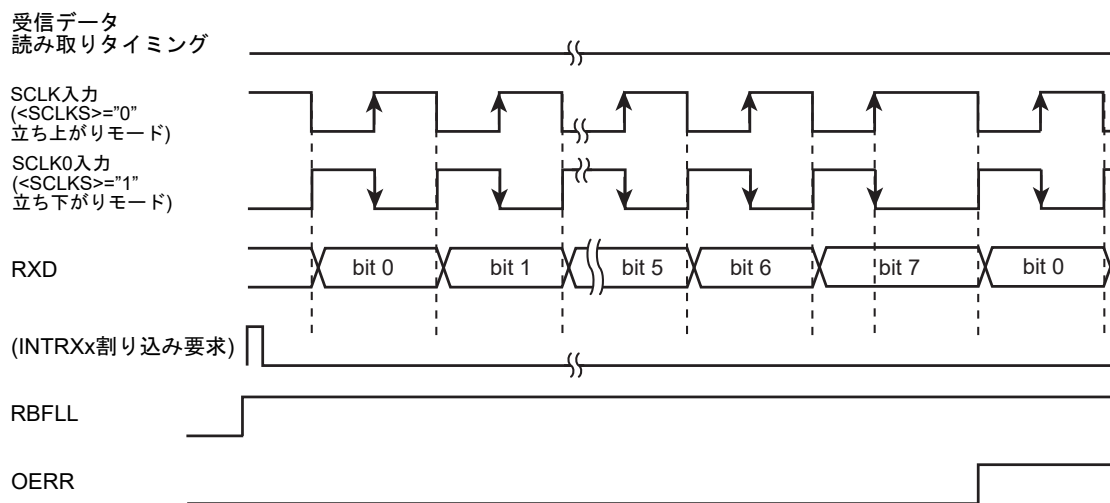 受信データ
読み取りタイミング
SCLK入力
(<SCLKS>="0"
立ち上がりモード)
SCLK0入力
(<SCLKS>="1"
立ち下がりモード)
RXD
bit 0
bit 1
bit 5
bit 6
bit 7
bit 0
(INTRXx割り込み要求)
RBFLL
OERR